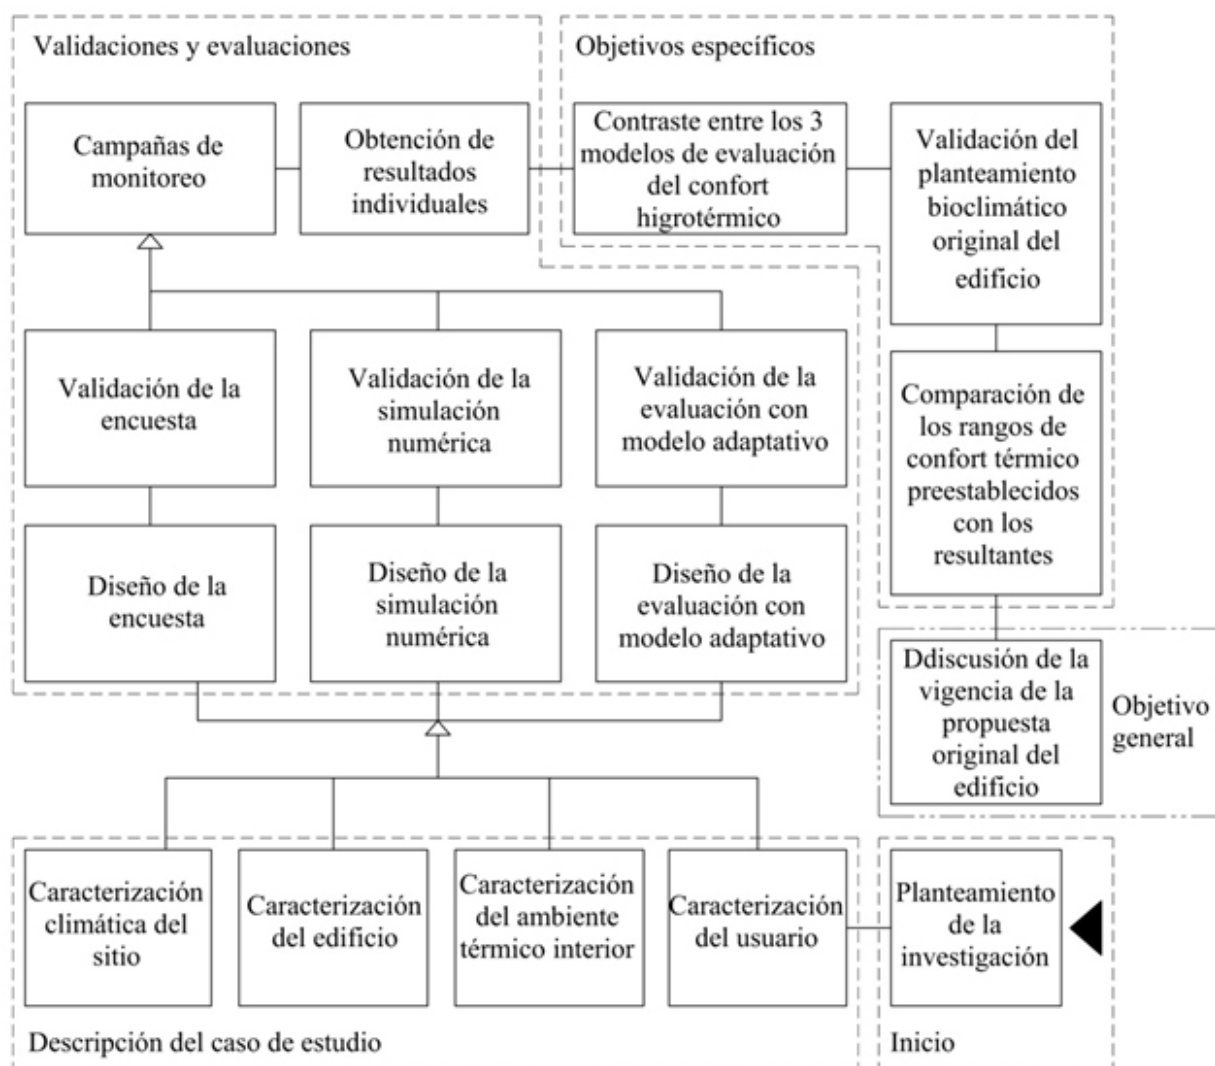 Validaciones y evaluaciones
Campañas de
monitoreo
Obtención de
resultados
individuales
Objetivos específicos
Contraste entre los 3
modelos de evaluación
del confort
higrotérmico
Validación del
planteamiento
bioclimático
original del
edificio
Validación de la
encuesta
Validación de la
simulación
numérica
Validación de la
evaluación con
modelo adaptativo
Comparación de
los rangos de
confort térmico
preestablecidos
con los
resultantes
Diseño de la
encuesta
Diseño de la
simulación
numérica
Diseño de la
evaluación con
modelo adaptativo
Ddiscusión de la
vigencia de la
propuesta
original del
edificio
Objetivo
general
Caracterización
climática del
sitio
Caracterización
del edificio
Caracterización
del ambiente
térmico interior
Caracterización
del usuario
Planteamiento
de la
investigación
Descripción del caso de estudio
Inicio